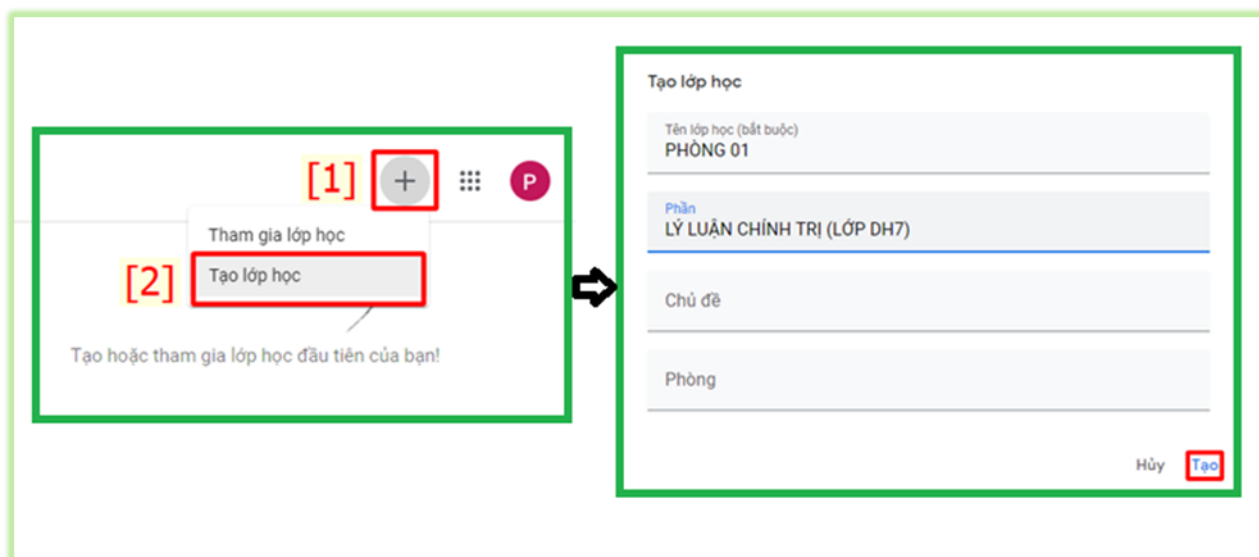 [1]
+
P
Tham gia lớp học
[2]
Tạo lớp học
Tạo hoặc tham gia lớp học đầu tiên của bạn!
Tạo lớp học
Tên lớp học (bắt buộc)
PHÒNG 01
Phần
LÝ LUẬN CHÍNH TRỊ (LỚP DH7)
Chủ đề
Phòng
Hủy Tạo